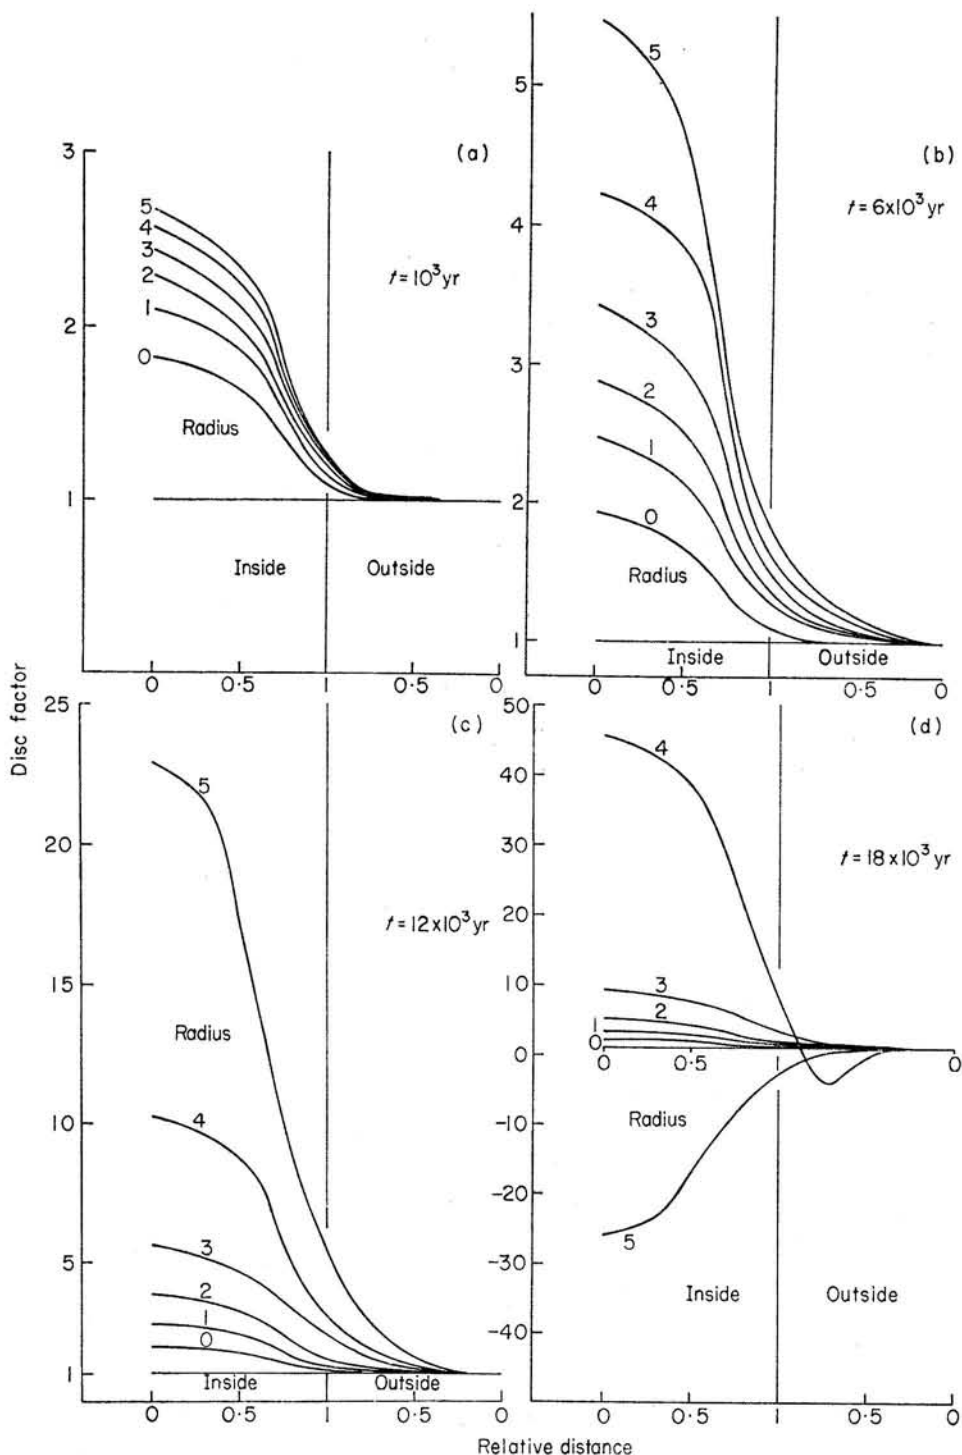 (a)
3
2
1
5
4
3
2
1
0
t = 10³ yr
Radius
Inside Outside
0 0·5 1 0·5 0
(b)
5
4
3
2
1
5
4
3
2
1
0
t = 6×10³ yr
Radius
Inside Outside
0 0·5 1 0·5 0
Disc factor
(c)
25
20
15
10
5
1
5
4
3
2
1
0
t = 12×10³ yr
Radius
Inside Outside
0 0·5 1 0·5 0
(d)
50
40
30
20
10
0
-10
-20
-30
-40
4
3
2
1
0
5
t = 18×10³ yr
0 0·5 1 0
Radius
Inside Outside
0 0·5 1 0·5 0
Relative distance